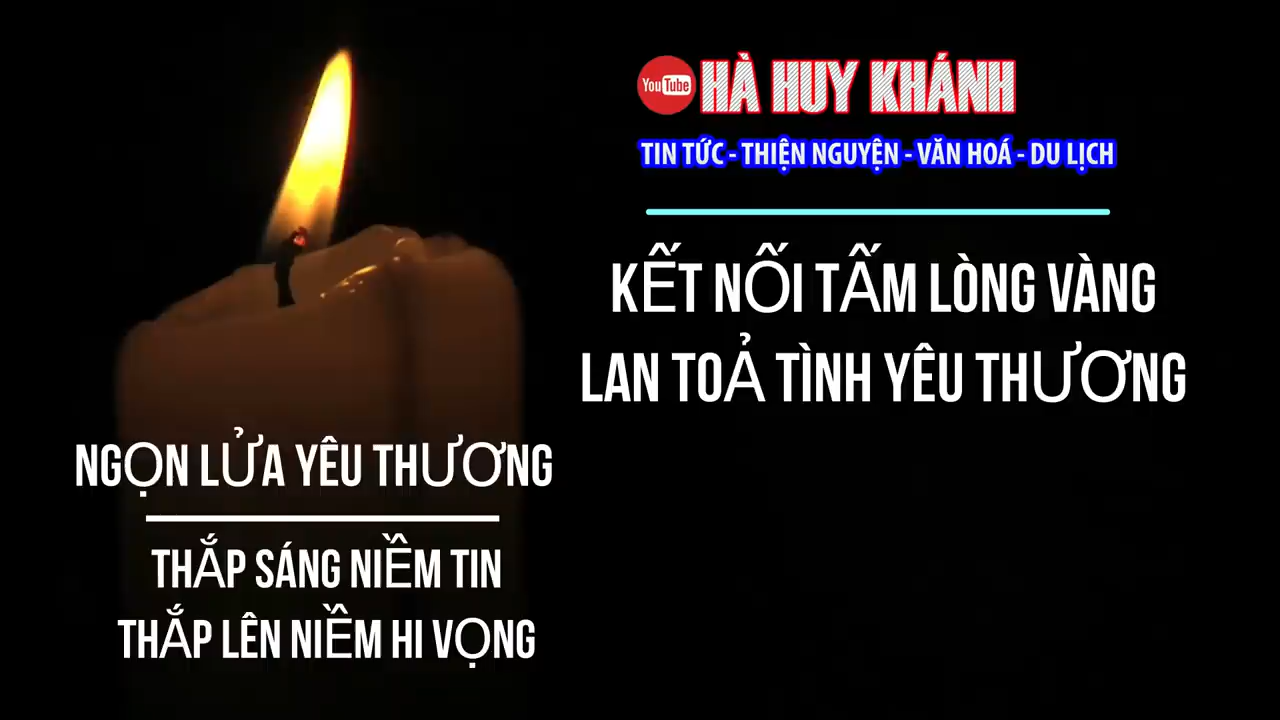 YouTube HÀ HUY KHÁNH
TIN TỨC - THIỆN NGUYỆN - VĂN HOÁ - DU LỊCH
KẾT NỐI TẤM LÒNG VÀNG
LAN TOẢ TÌNH YÊU THƯƠNG
NGỌN LỬA YÊU THƯƠNG
THẮP SÁNG NIỀM TIN
THẮP LÊN NIỀM HI VỌNG